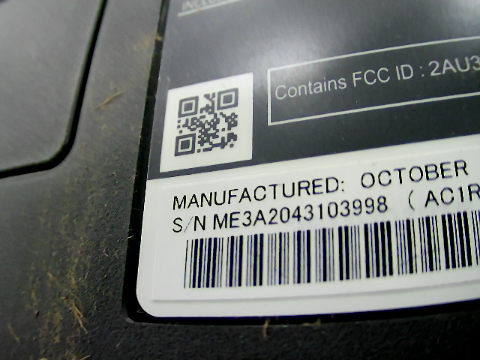 Contains FCC ID : 2AU3
MANUFACTURED: OCTOBER
S/N ME3A2043103998 ( AC1R